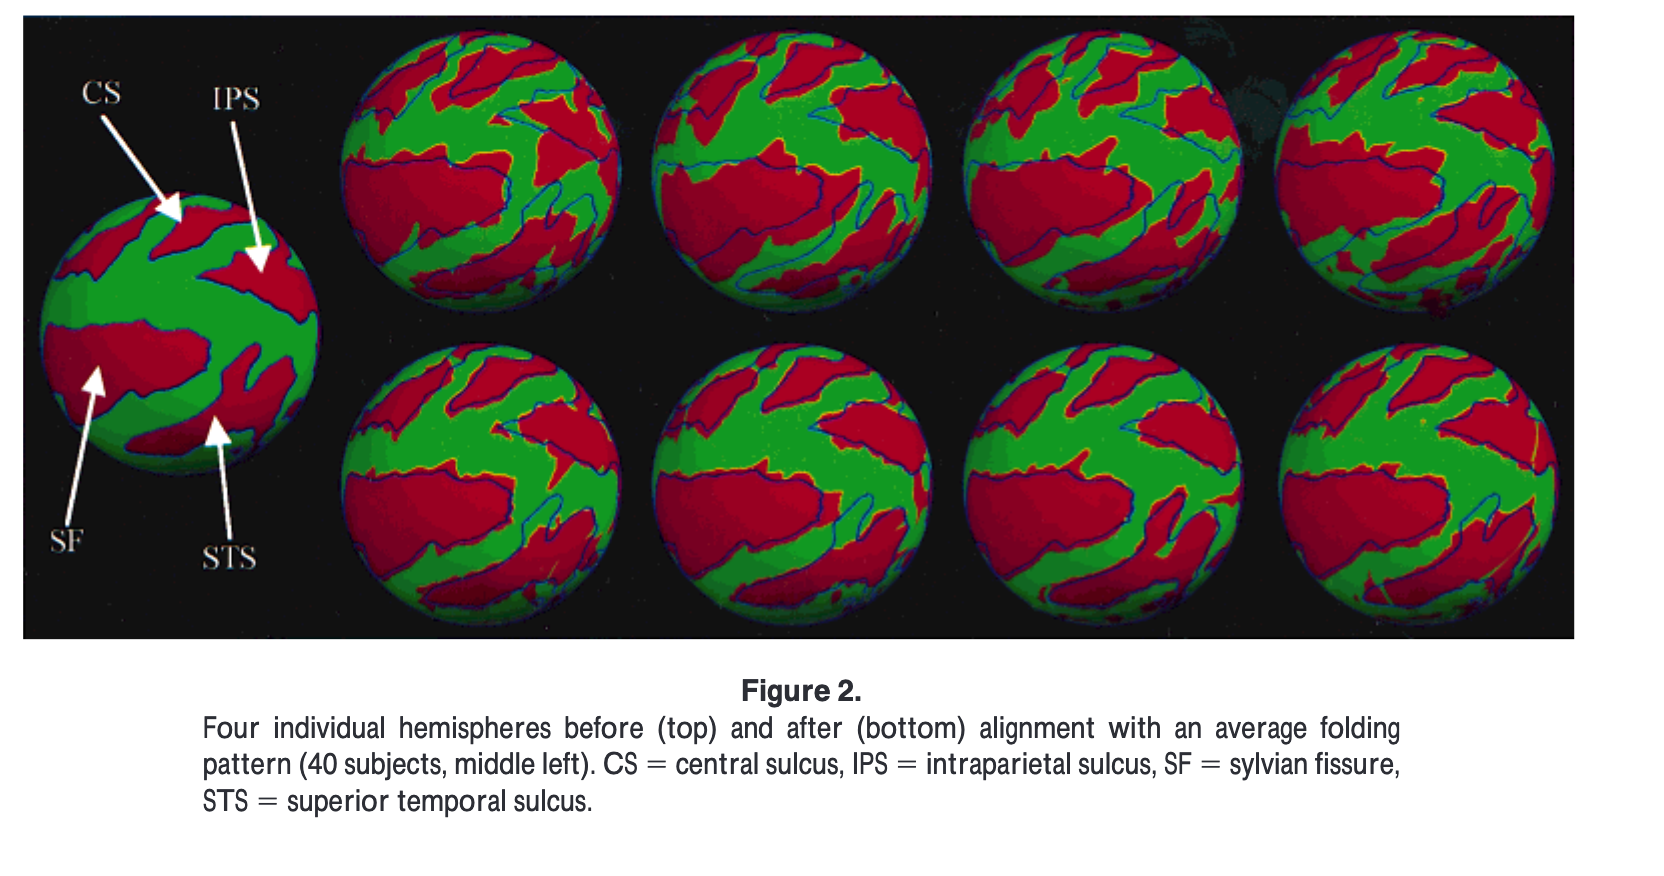 CS
IPS
SF
STS
Figure 2.
Four individual hemispheres before (top) and after (bottom) alignment with an average folding
pattern (40 subjects, middle left). CS = central sulcus, IPS = intraparietal sulcus, SF = sylvian fissure,
STS = superior temporal sulcus.